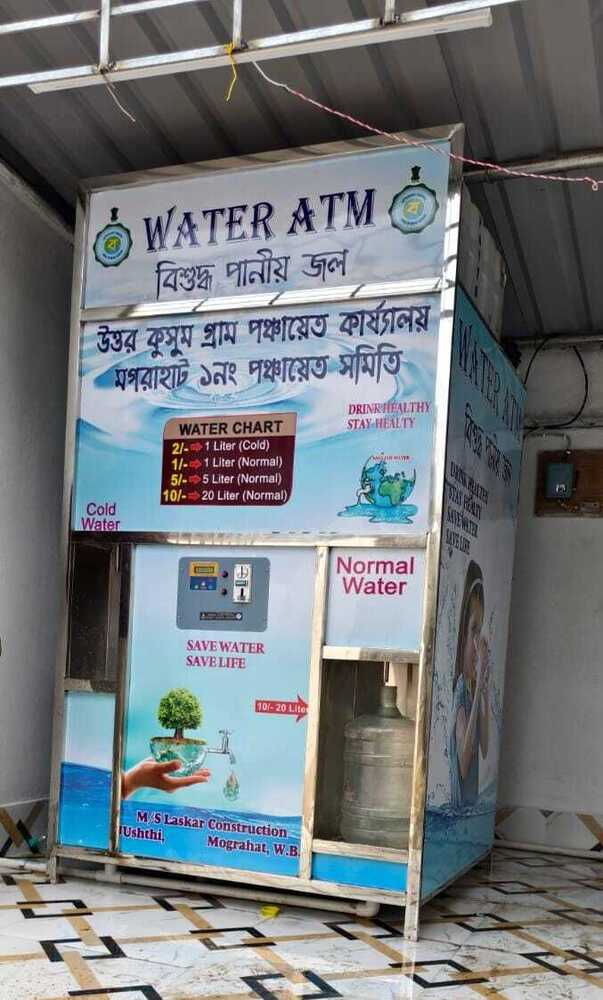 WATER ATM
বিশুদ্ধ পানীয় জল
উত্তর কুসুম গ্রাম পঞ্চায়েত কার্য্যালয়
মগরাহাট ১নং পঞ্চায়েত সমিতি
DRINK HEALTHY
STAY HEALTY
WATER CHART
2/- 1 Liter (Cold)
1/- 1 Liter (Normal)
5/- 5 Liter (Normal)
10/- 20 Liter (Normal)
Cold
Water
Normal
Water
SAVE WATER
SAVE LIFE
10/- 20 Liter
M/S Laskar Construction
Ushthi, Mograhat, W.B.
WATER ATM
বিশুদ্ধ পানীয় জল
DRINK HEALTHY
STAY HEALTY
SAVE WATER
SAVE LIFE